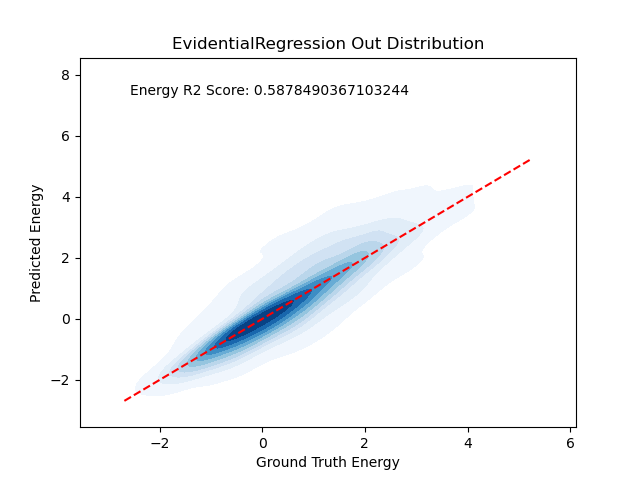 EvidentialRegression Out Distribution
Energy R2 Score: 0.5878490367103244
8
6
4
2
0
−2
Predicted Energy
−2 0 2 4 6
Ground Truth Energy